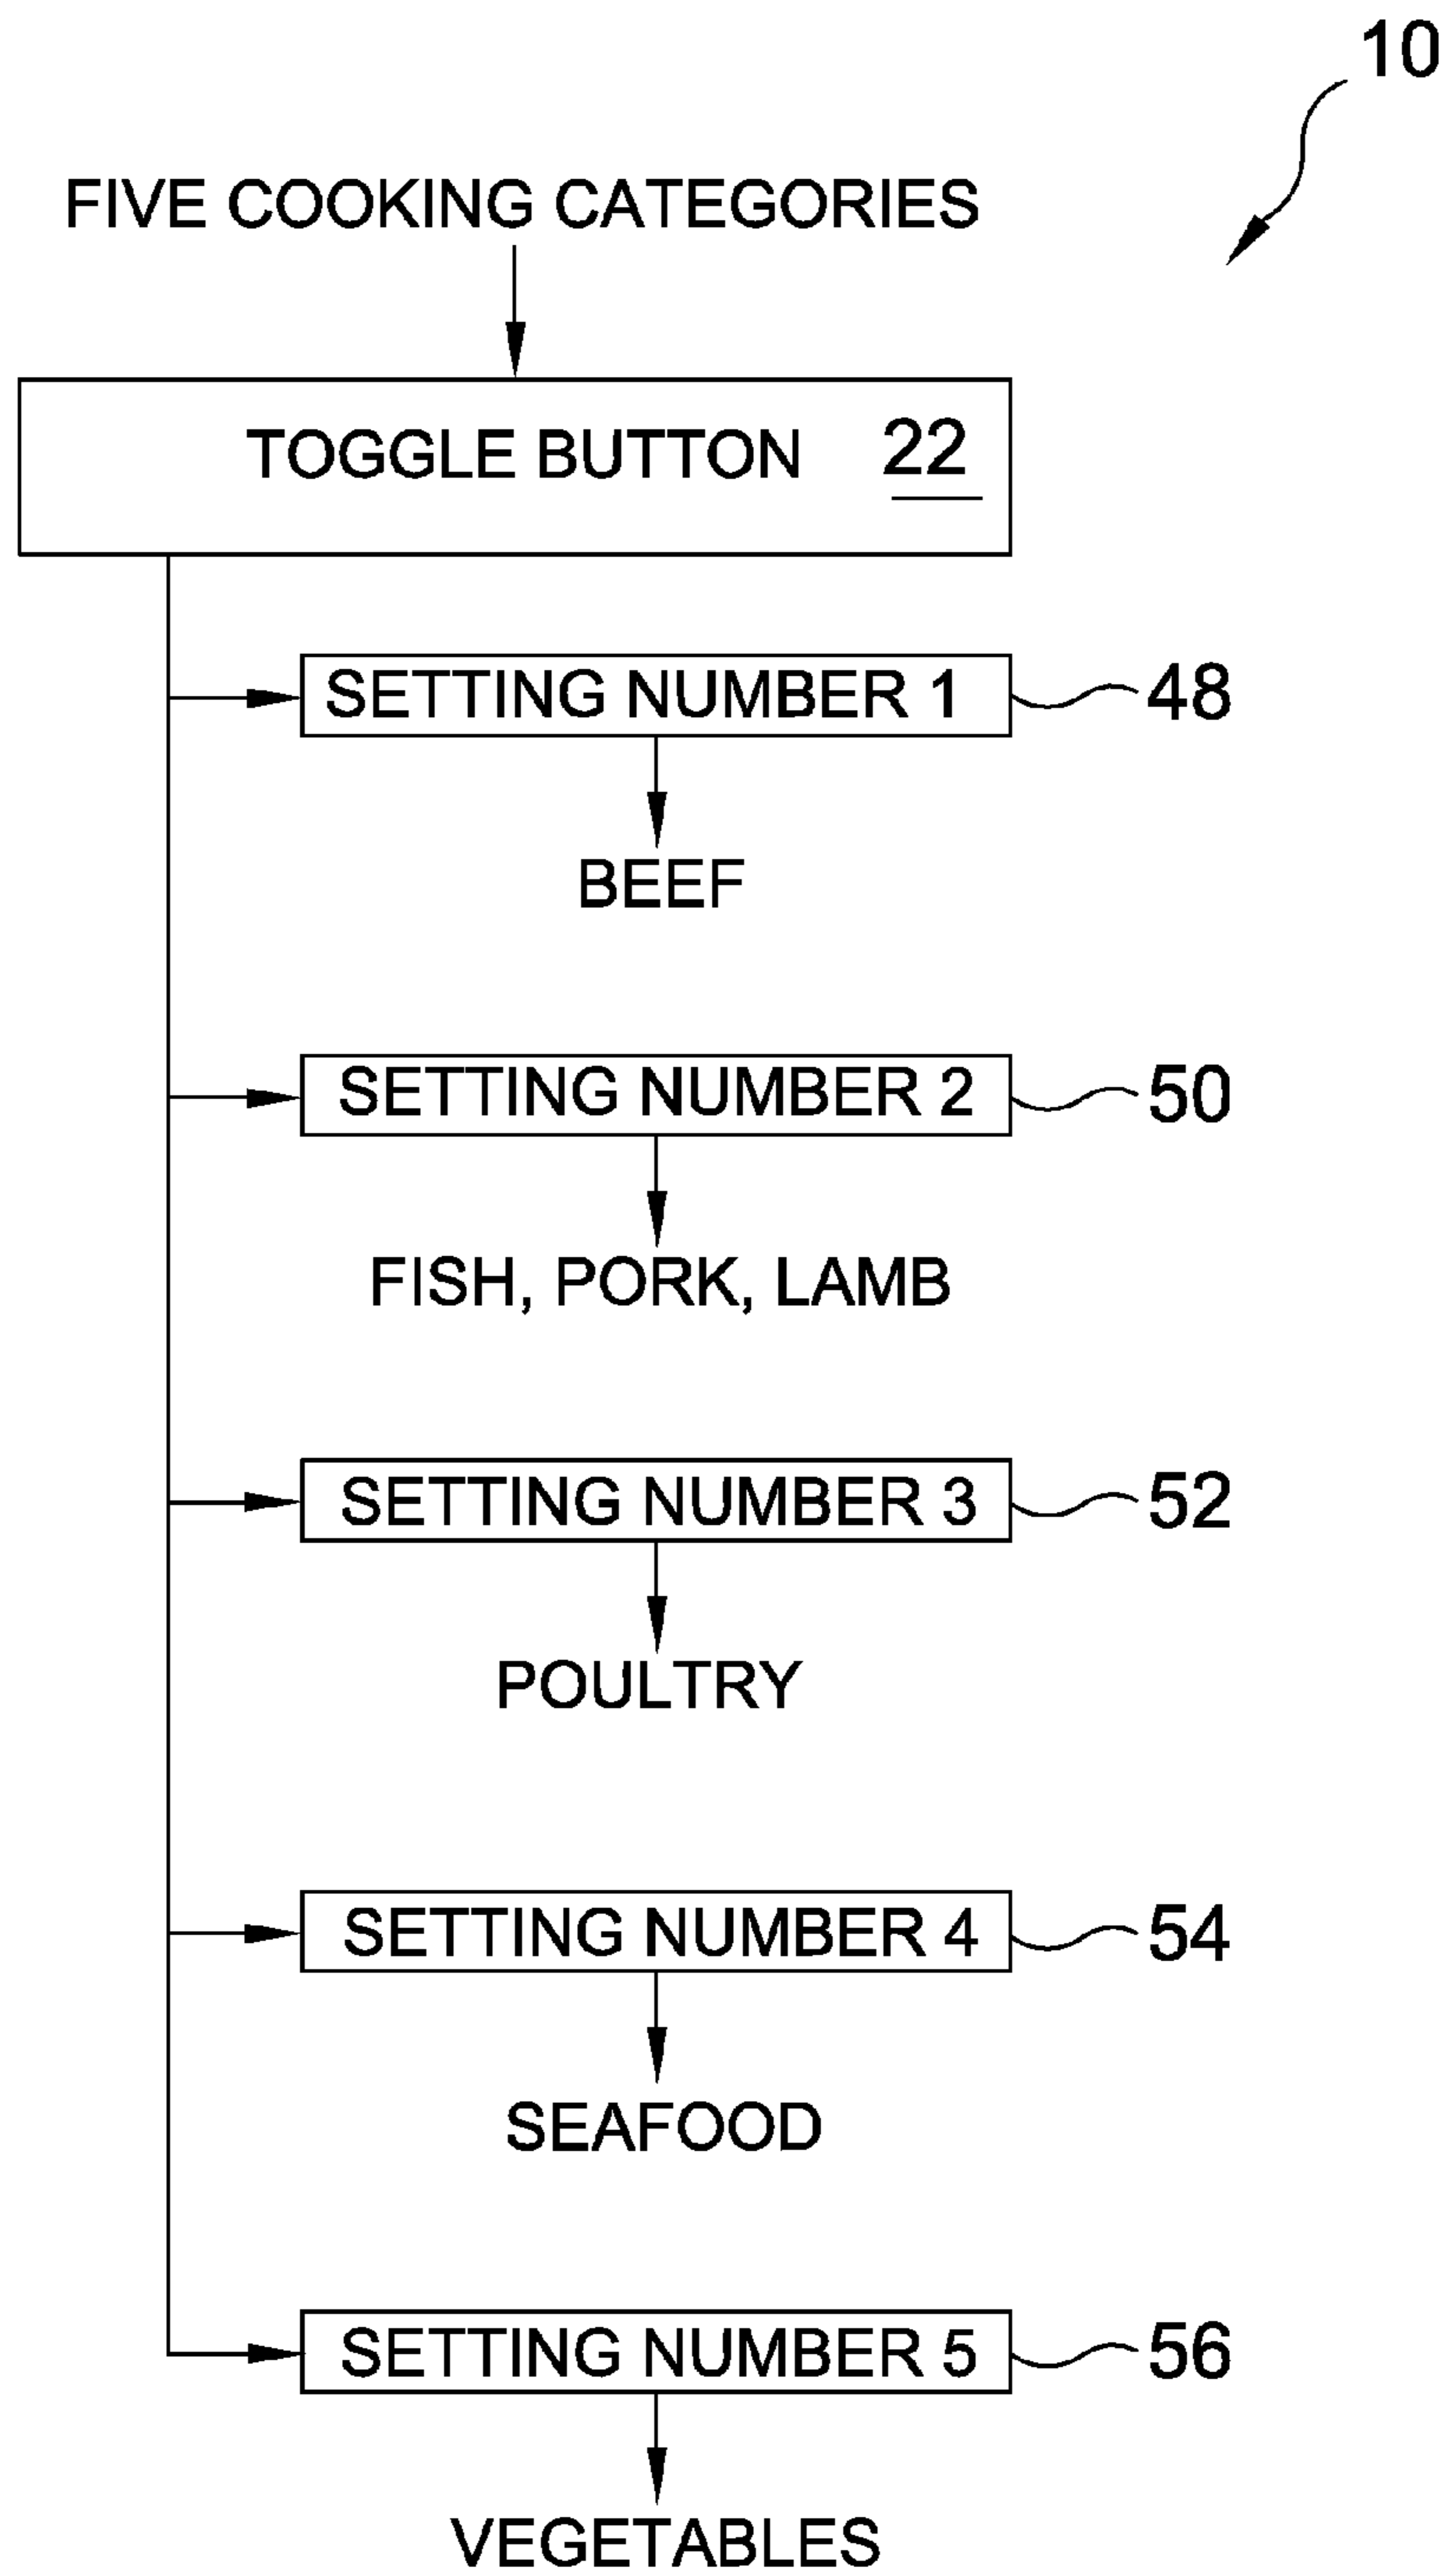 10
FIVE COOKING CATEGORIES
TOGGLE BUTTON 22
SETTING NUMBER 1 48
BEEF
SETTING NUMBER 2 50
FISH, PORK, LAMB
SETTING NUMBER 3 52
POULTRY
SETTING NUMBER 4 54
SEAFOOD
SETTING NUMBER 5 56
VEGETABLES